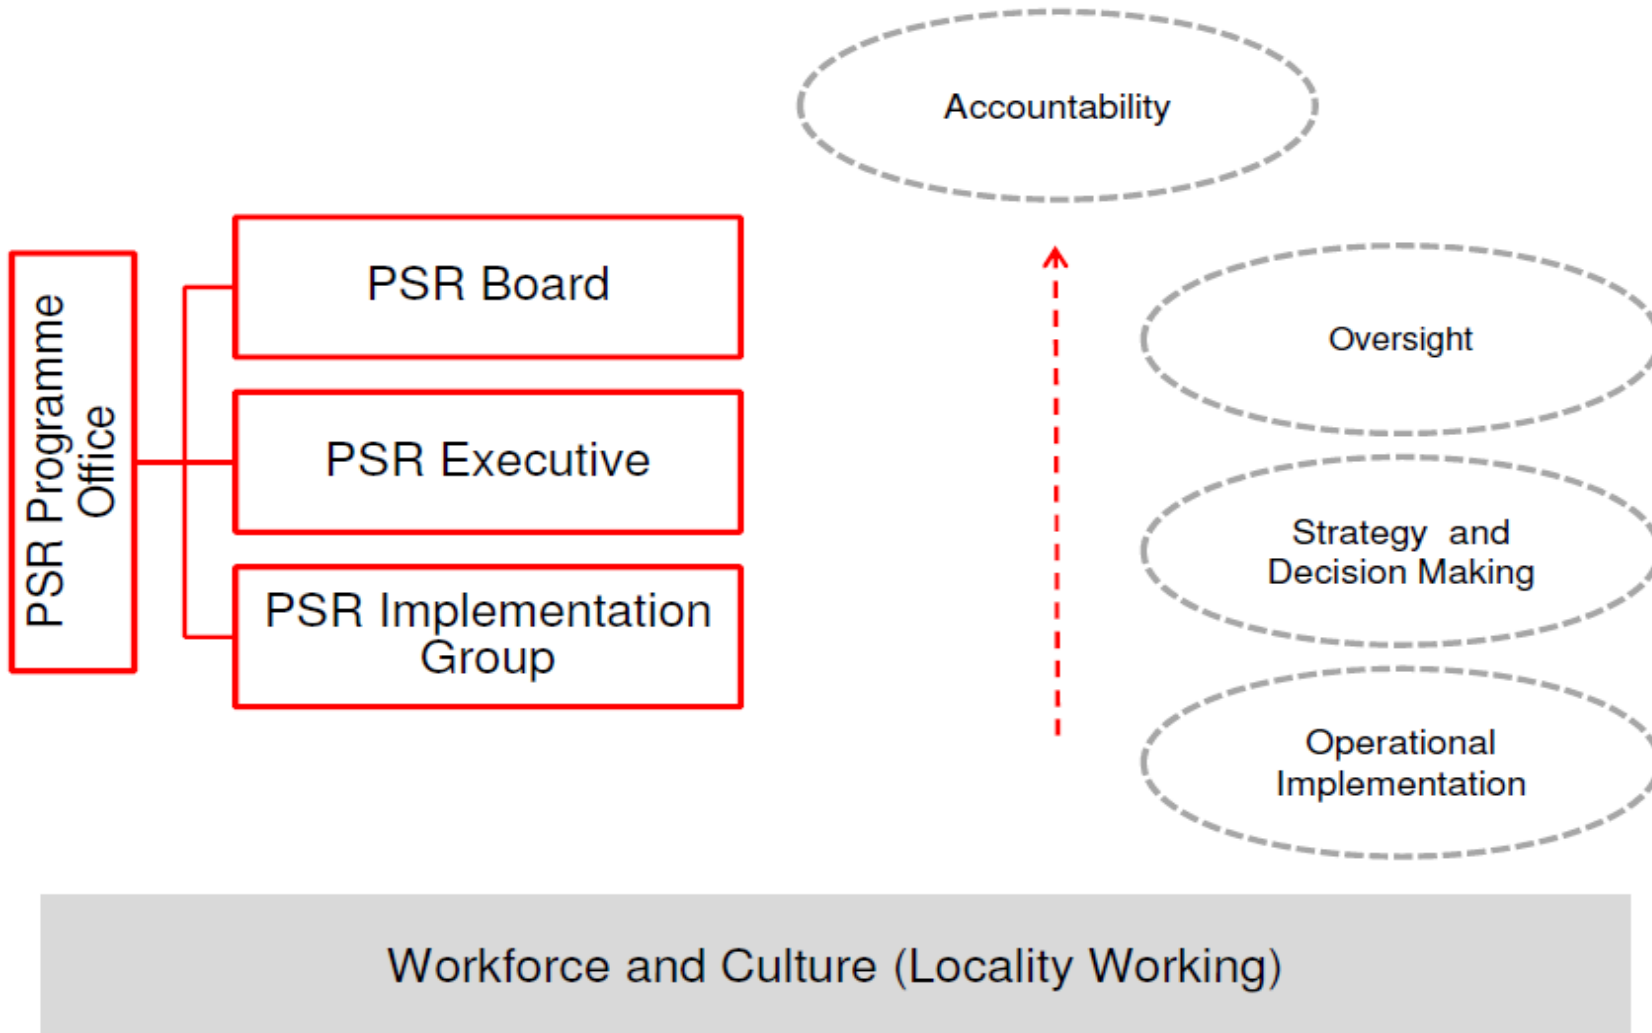 Accountability
PSR Programme
Office
PSR Board
PSR Executive
PSR Implementation
Group
Oversight
Strategy and
Decision Making
Operational
Implementation
Workforce and Culture (Locality Working)